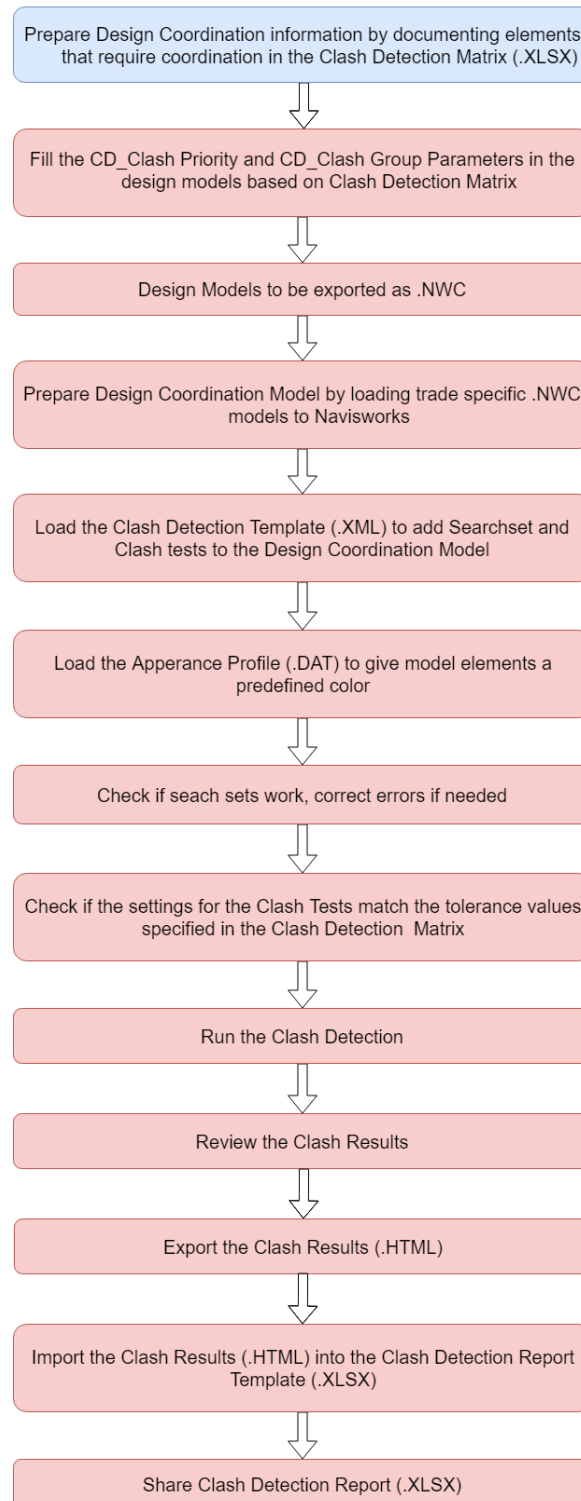 Prepare Design Coordination information by documenting elements
that require coordination in the Clash Detection Matrix (.XLSX)
Fill the CD_Clash Priority and CD_Clash Group Parameters in the
design models based on Clash Detection Matrix
Design Models to be exported as .NWC
Prepare Design Coordination Model by loading trade specific .NWC
models to Navisworks
Load the Clash Detection Template (.XML) to add Searchset and
Clash tests to the Design Coordination Model
Load the Apperance Profile (.DAT) to give model elements a
predefined color
Check if seach sets work, correct errors if needed
Check if the settings for the Clash Tests match the tolerance values
specified in the Clash Detection  Matrix
Run the Clash Detection
Review the Clash Results
Export the Clash Results (.HTML)
Import the Clash Results (.HTML) into the Clash Detection Report
Template (.XLSX)
Share Clash Detection Report (.XLSX)